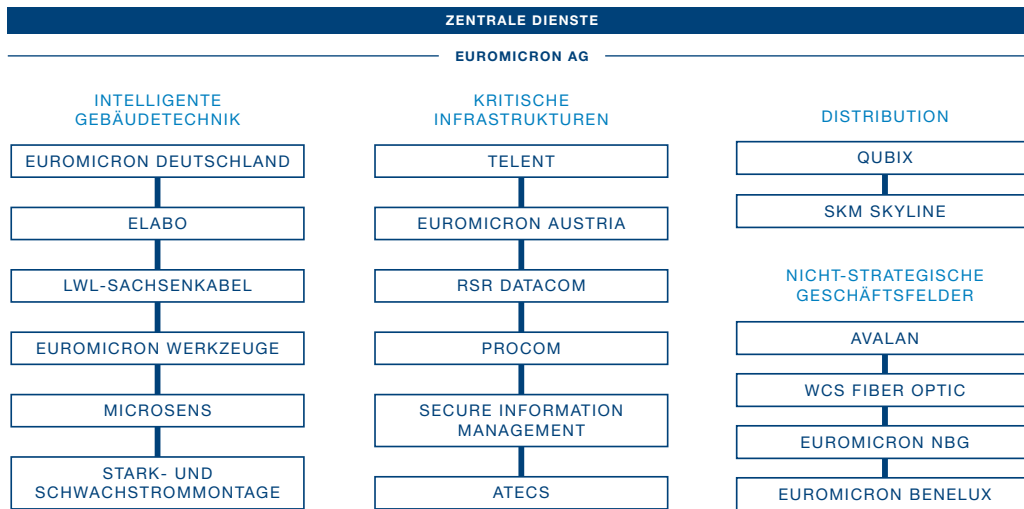 ZENTRALE DIENSTE
EUROMICRON AG
INTELLIGENTE
GEBÄUDETECHNIK
EUROMICRON DEUTSCHLAND
ELABO
LWL-SACHSENKABEL
EUROMICRON WERKZEUGE
MICROSENS
STARK- UND
SCHWACHSTROMMONTAGE
KRITISCHE
INFRASTRUKTUREN
TELENT
EUROMICRON AUSTRIA
RSR DATACOM
PROCOM
SECURE INFORMATION
MANAGEMENT
ATECS
DISTRIBUTION
QUBIX
SKM SKYLINE
NICHT-STRATEGISCHE
GESCHÄFTSFELDER
AVALAN
WCS FIBER OPTIC
EUROMICRON NBG
EUROMICRON BENELUX